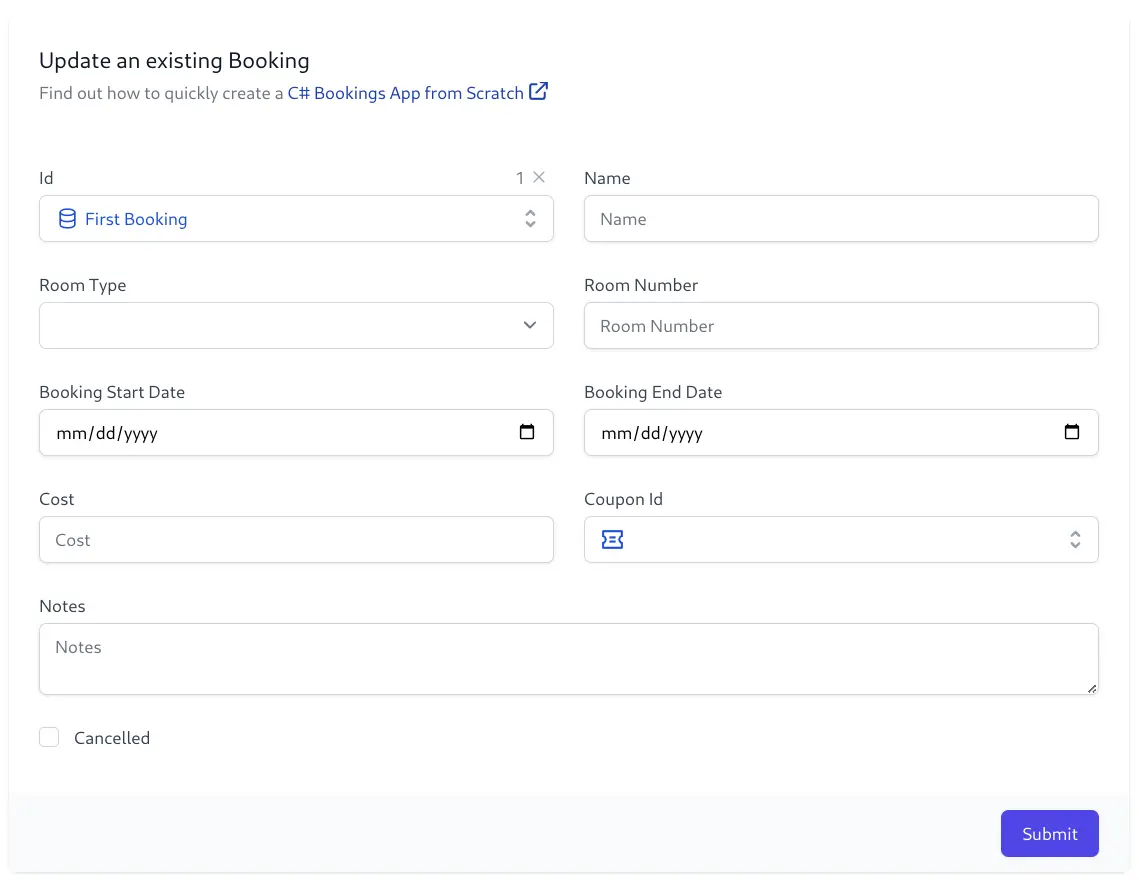 Update an existing Booking
Find out how to quickly create a C# Bookings App from Scratch
Id 1
Name
First Booking
Name
Room Type
Room Number
Room Number
Booking Start Date
Booking End Date
mm/dd/yyyy
mm/dd/yyyy
Cost
Coupon Id
Cost
Notes
Notes
Cancelled
Submit